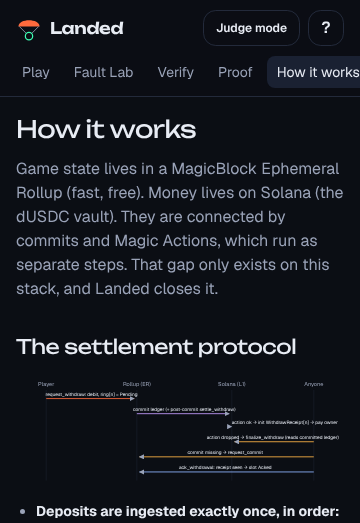 Landed
Judge mode
?
Play
Fault Lab
Verify
Proof
How it works
How it works
Game state lives in a MagicBlock Ephemeral
Rollup (fast, free). Money lives on Solana (the
dUSDC vault). They are connected by
commits and Magic Actions, which run as
separate steps. That gap only exists on this
stack, and Landed closes it.
The settlement protocol
Player
Rollup (ER)
Solana (L1)
Anyone
request_withdraw debit, ring[n] = Pending
commit ledger (+ post-commit settle_withdraw)
action ok → init WithdrawReceipt[n] → pay owner
action dropped → finalize_withdraw (reads committed ledger)
commit missing → request_commit
ack_withdrawal: receipt seen → slot Acked
Deposits are ingested exactly once, in order: